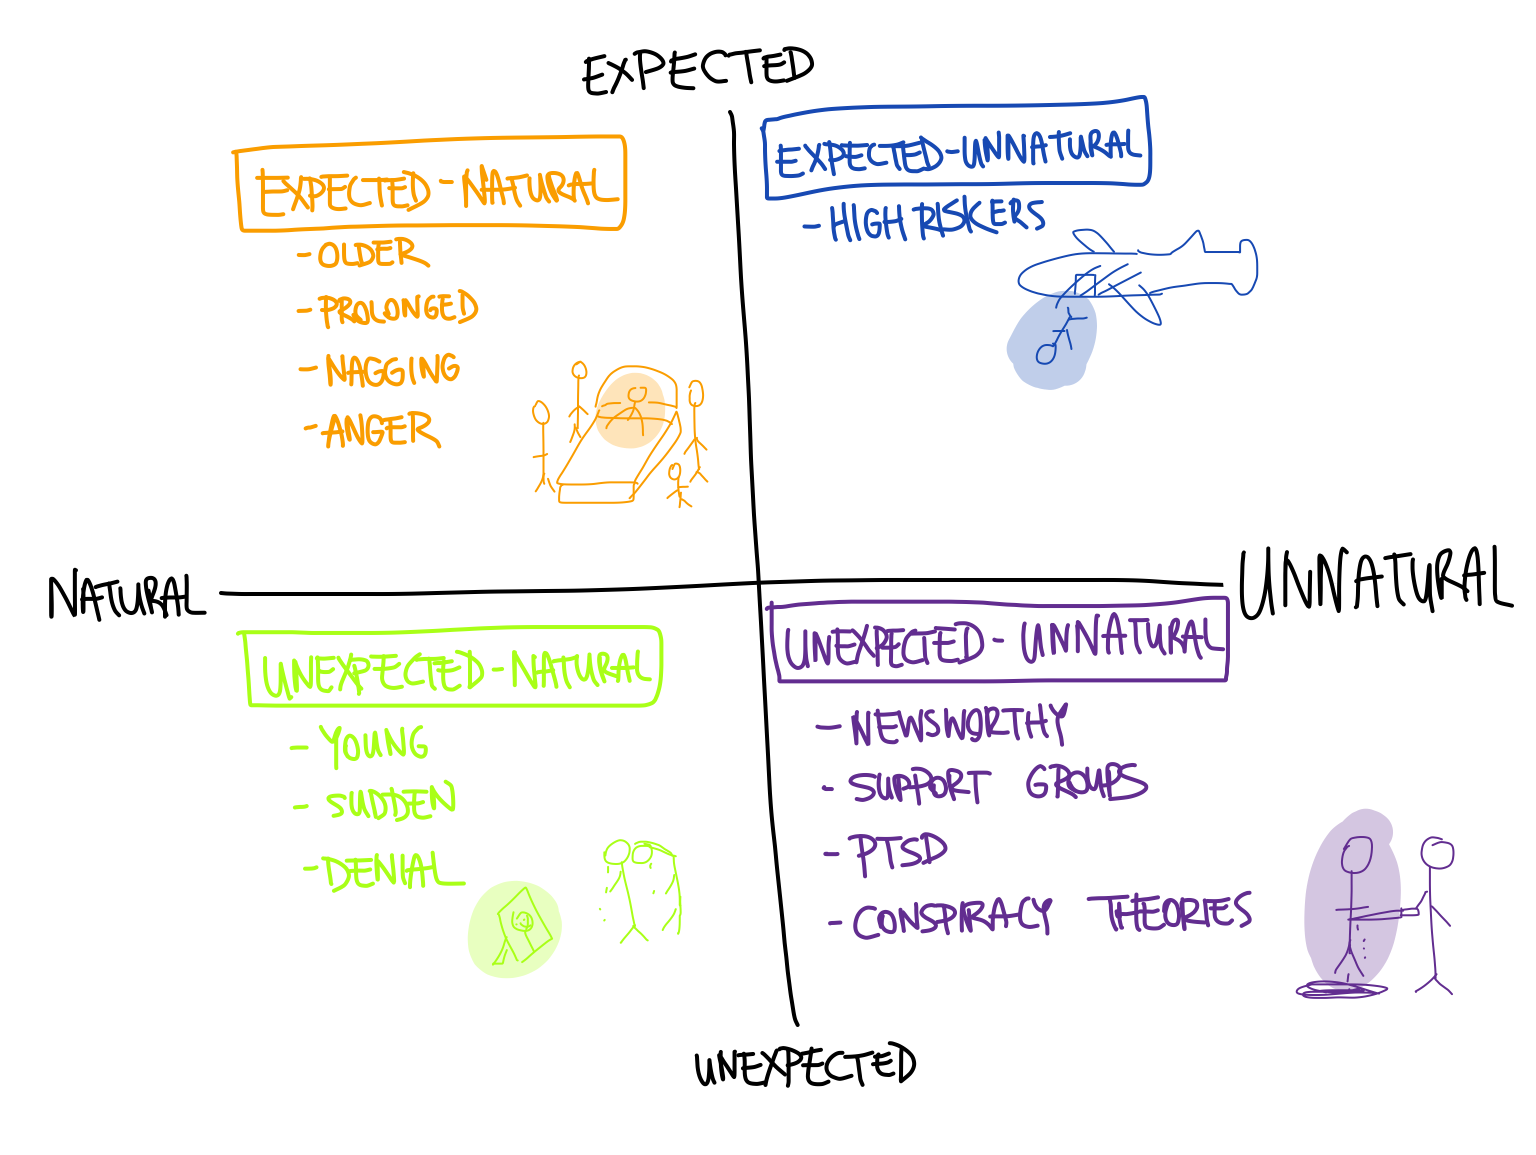 EXPECTED
EXPECTED-NATURAL
- OLDER
- PROLONGED
- NAGGING
- ANGER
EXPECTED-UNNATURAL
- HIGH RISKERS
NATURAL
UNNATURAL
UNEXPECTED-NATURAL
- YOUNG
- SUDDEN
- DENIAL
UNEXPECTED- UNNATURAL
- NEWSWORTHY
- SUPPORT GROUPS
- PTSD
- CONSPIRACY THEORIES
UNEXPECTED